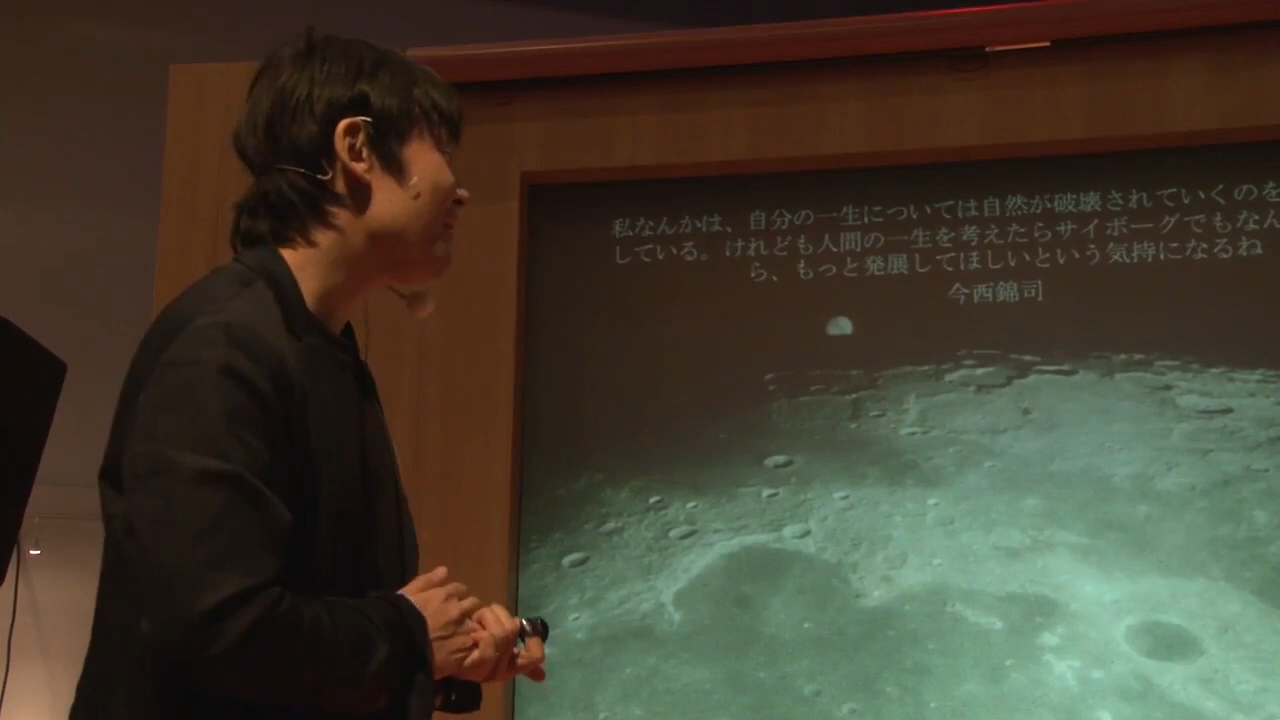 私なんかは、自分の一生については自然が破壊されていくのを
している。けれども人間の一生を考えたらサイボーグでもなん
ら、もっと発展してほしいという気持になるね
今西錦司